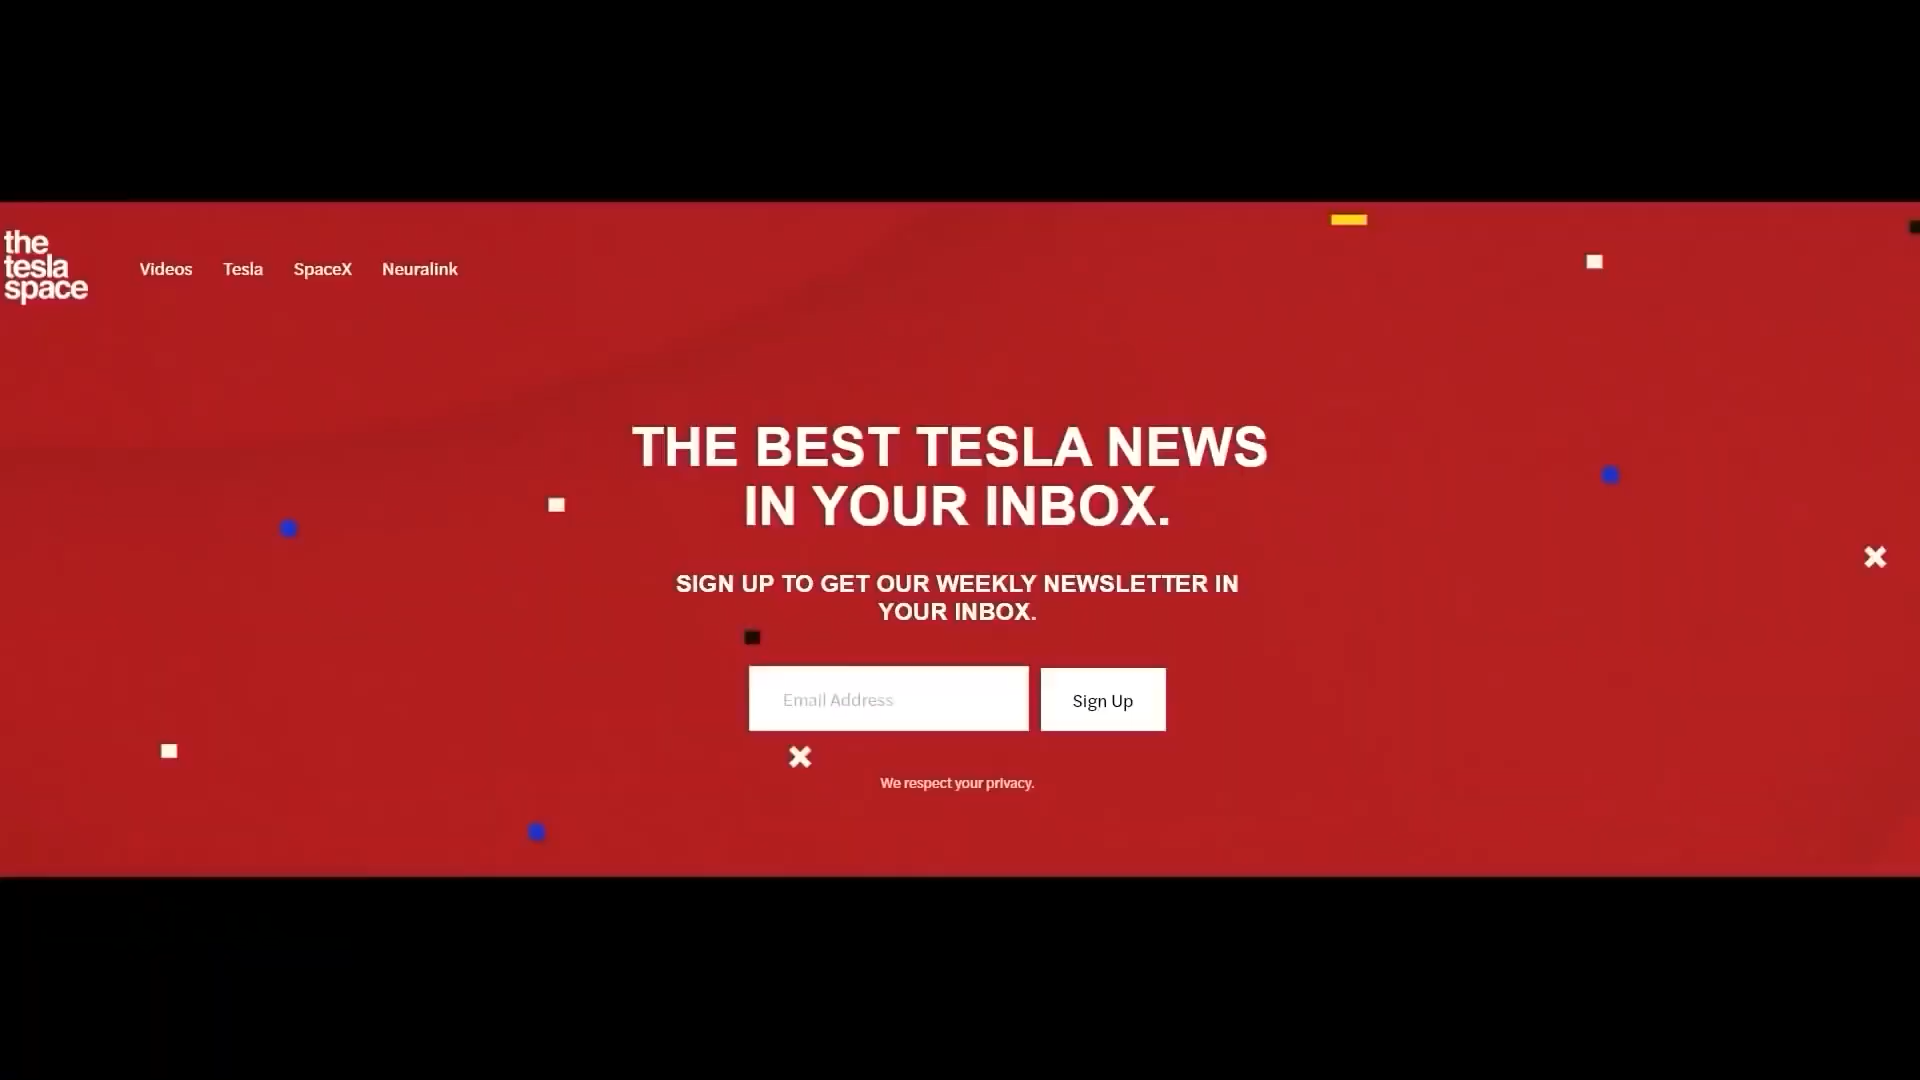 the
tesla
space
Videos Tesla SpaceX Neuralink
THE BEST TESLA NEWS
IN YOUR INBOX.
SIGN UP TO GET OUR WEEKLY NEWSLETTER IN
YOUR INBOX.
Email Address
Sign Up
We respect your privacy.